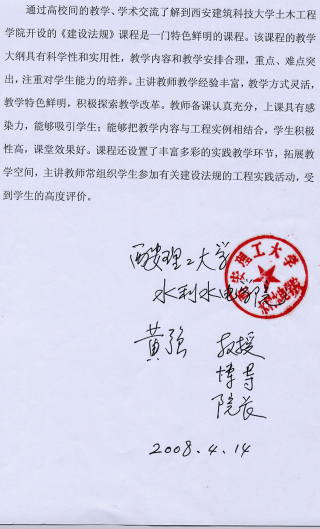 通过高校间的教学、学术交流了解到西安建筑科技大学土木工程
学院开设的《建设法规》课程是一门特色鲜明的课程。该课程的教学
大纲具有科学性和实用性，教学内容和教学安排合理，重点、难点突
出，注重对学生能力的培养。主讲教师教学经验丰富，教学方式灵活，
教学特色鲜明，积极探索教学改革。教师备课认真充分，上课具有感
染力，能够吸引学生；能够把教学内容与工程实例相结合，学生积极
性高，课堂效果好。课程还设置了丰富多彩的实践教学环节，拓展教
学空间，主讲教师常组织学生参加有关建设法规的工程实践活动，受
到学生的高度评价。
西安理工大学
水利水电学院
黄强 教授
博导
院长
2008.4.14
理工大学